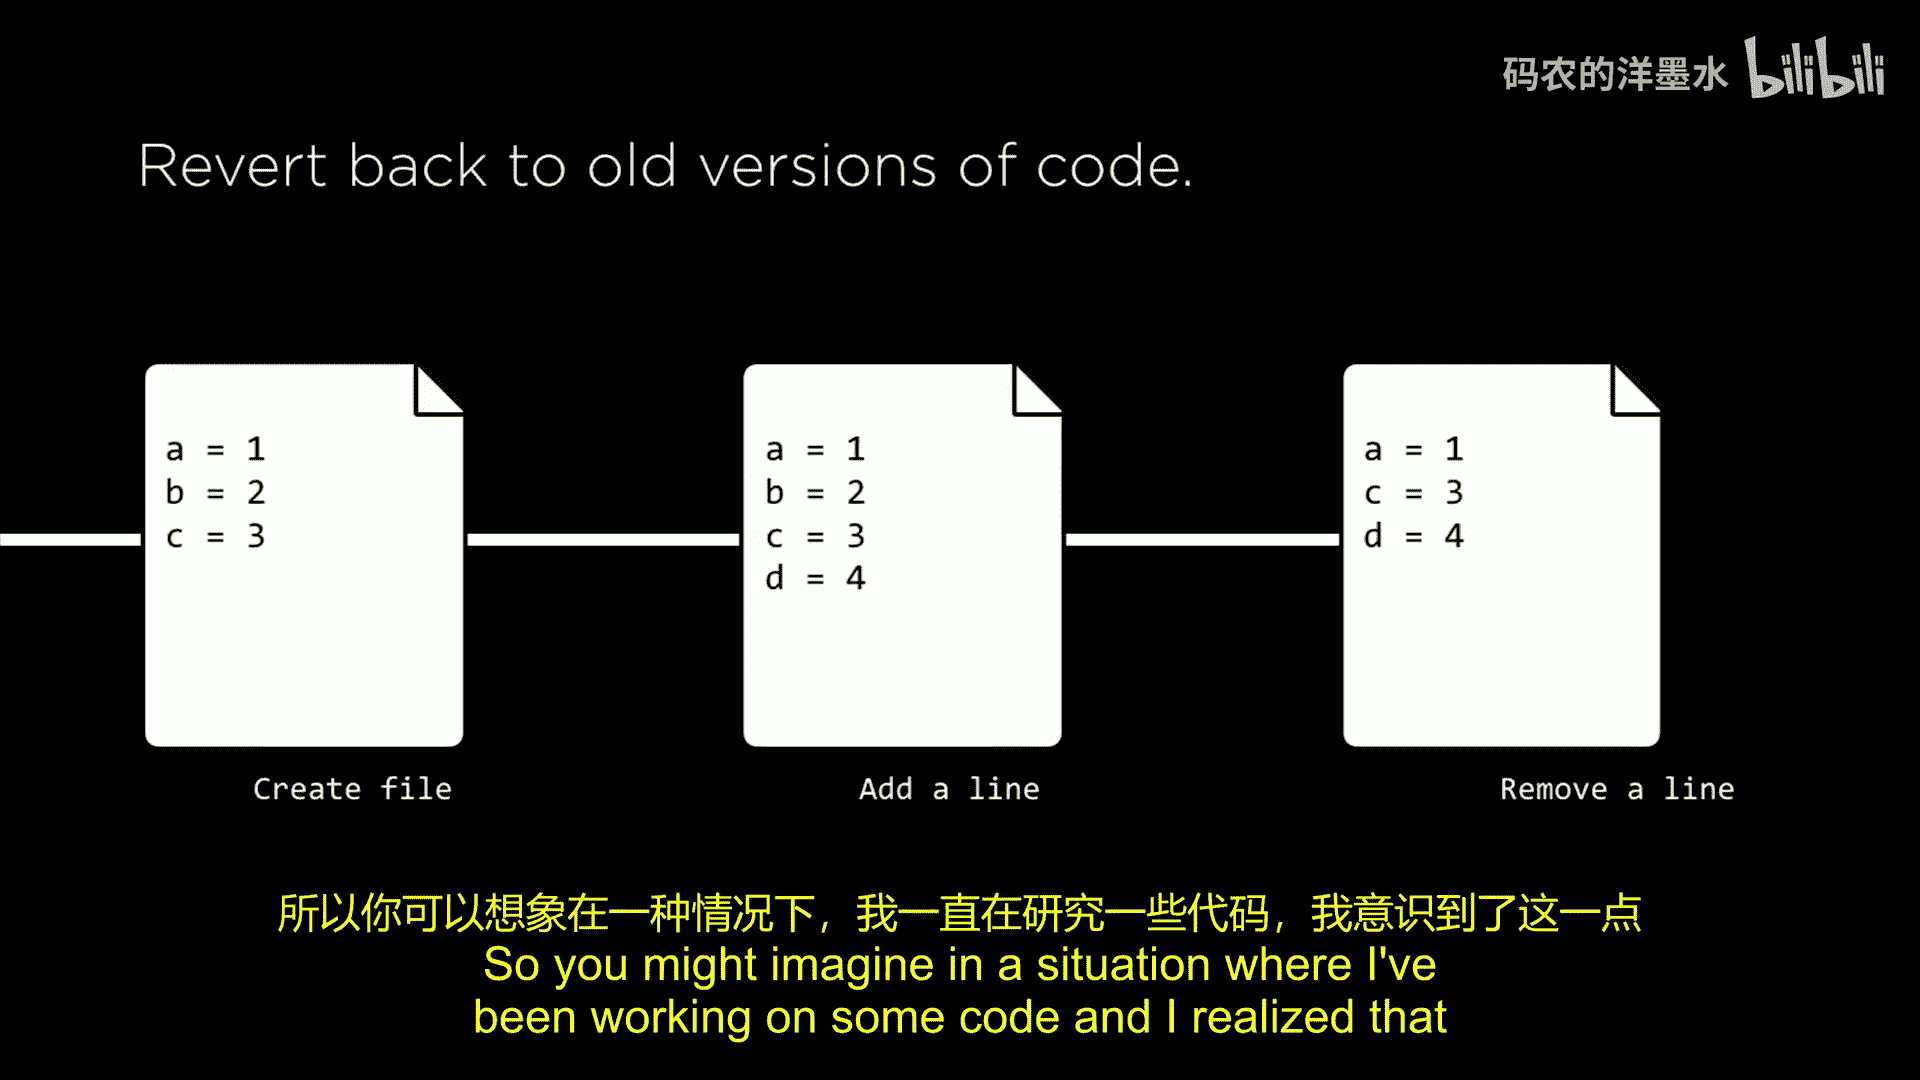 码农的洋墨水 bilibili
Revert back to old versions of code.
a = 1
b = 2
c = 3
a = 1
b = 2
c = 3
d = 4
a = 1
c = 3
d = 4
Create file
Add a line
Remove a line
所以你可以想象在一种情况下，我一直在研究一些代码，我意识到了这一点
So you might imagine in a situation where I've
been working on some code and I realized that